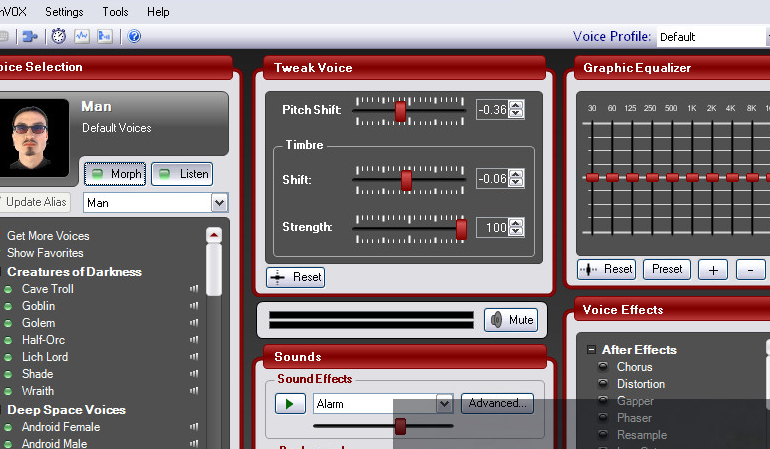 nVOX Settings Tools Help
Voice Profile: Default
oice Selection
Man
Default Voices
Morph Listen
Update Alias Man
Get More Voices
Show Favorites
Creatures of Darkness
Cave Troll
Goblin
Golem
Half-Orc
Lich Lord
Shade
Wraith
Deep Space Voices
Android Female
Android Male
Tweak Voice
Pitch Shift: -0.36
Timbre
Shift: -0.06
Strength: 100
Reset
Mute
Sounds
Sound Effects
Alarm Advanced...
Graphic Equalizer
30 60 125 250 500 1K 2K 4K 8K
Reset Preset + -
Voice Effects
After Effects
Chorus
Distortion
Gapper
Phaser
Resample